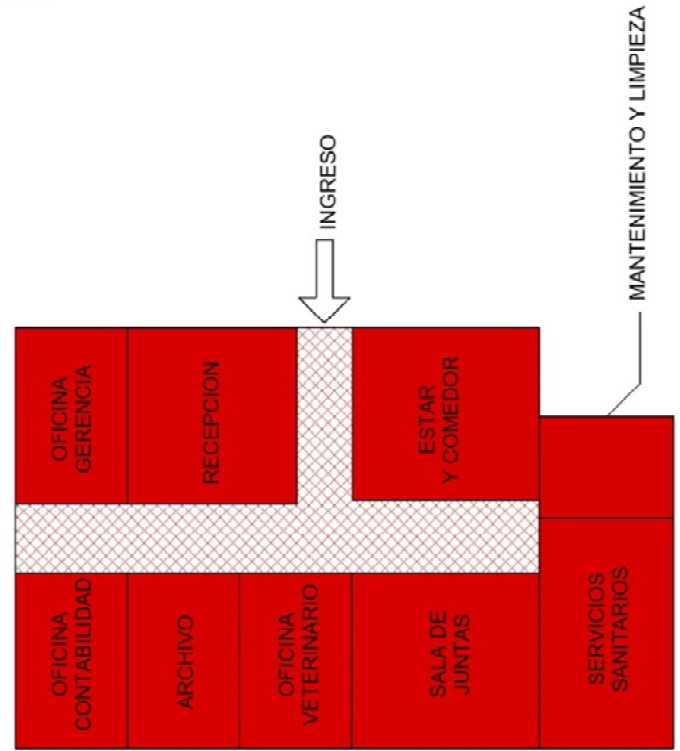 OFICINA
GERENCIA
RECEPCION
INGRESO
ESTAR
Y COMEDOR
MANTENIMIENTO Y LIMPIEZA
OFICINA
CONTABILIDAD
ARCHIVO
OFICINA
VETERINARIO
SALA DE
JUNTAS
SERVICIOS
SANITARIOS